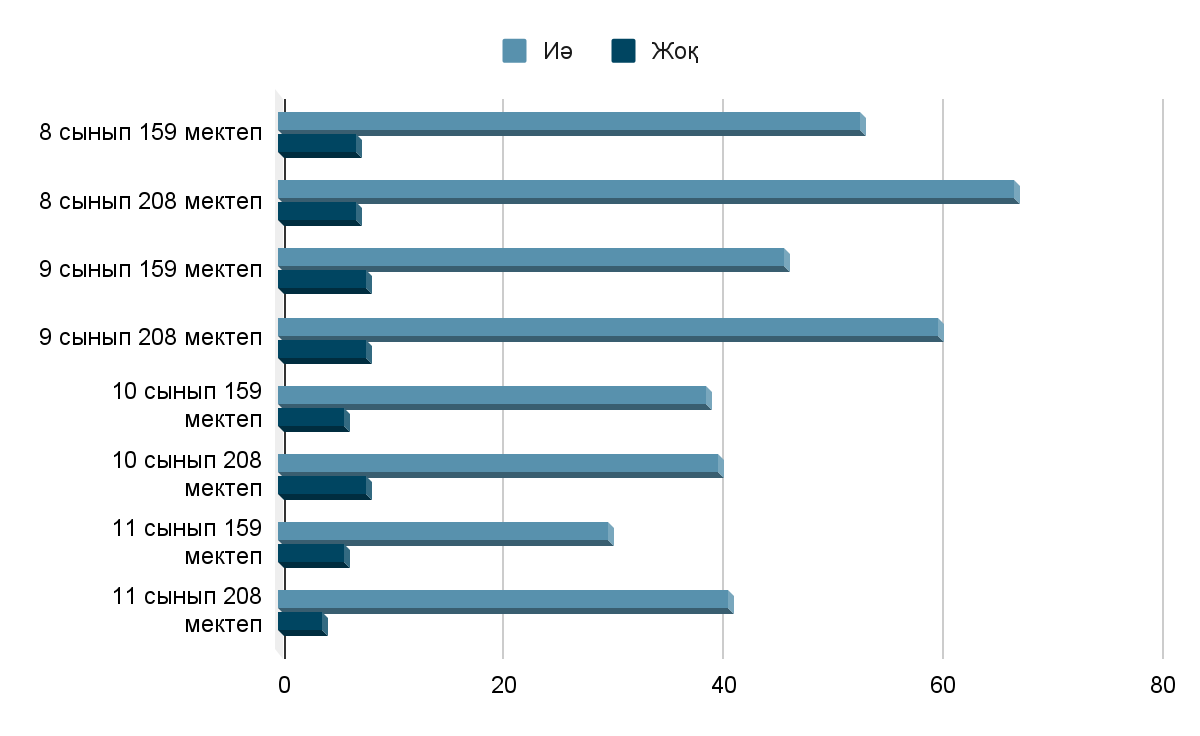 Иә Жоқ
8 сынып 159 мектеп
8 сынып 208 мектеп
9 сынып 159 мектеп
9 сынып 208 мектеп
10 сынып 159
мектеп
10 сынып 208
мектеп
11 сынып 159
мектеп
11 сынып 208
мектеп
0 20 40 60 80